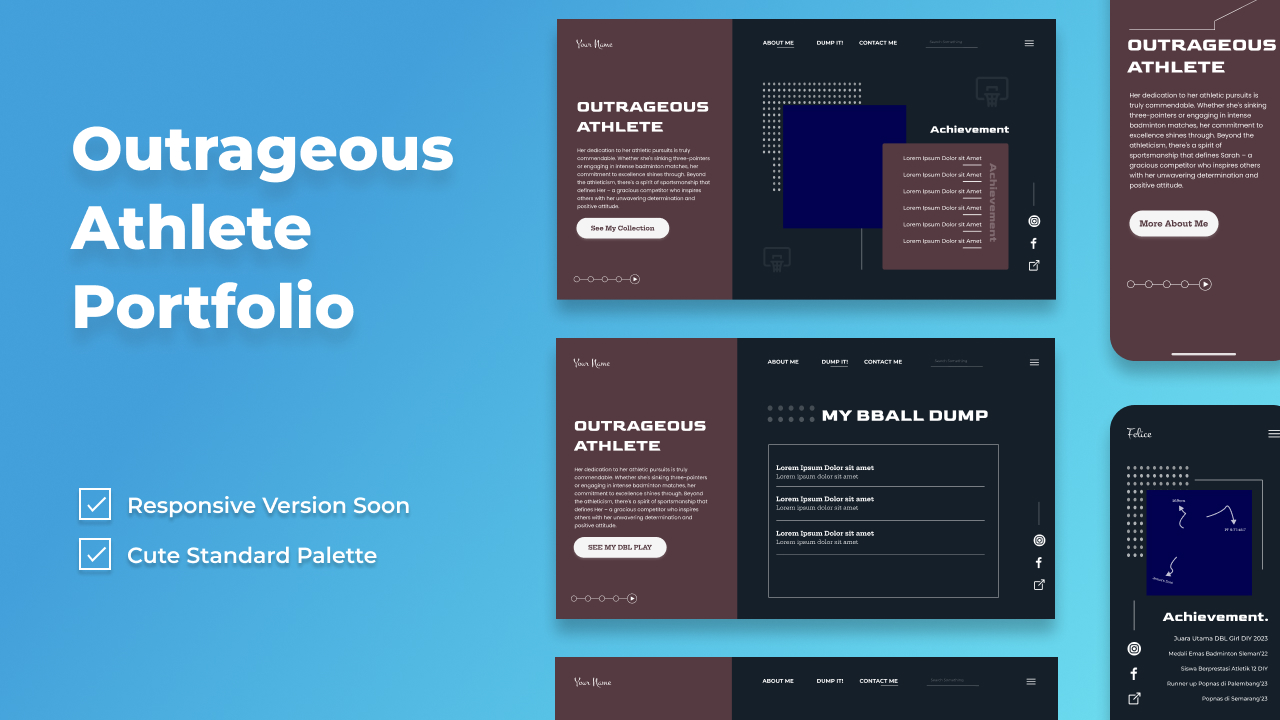 Outrageous
Athlete
Portfolio
Responsive Version Soon
Cute Standard Palette
Your Name
ABOUT ME
DUMP IT!
CONTACT ME
Search Something
OUTRAGEOUS
ATHLETE
Her dedication to her athletic pursuits is truly
commendable. Whether she's sinking three-pointers
or engaging in intense badminton matches, her
commitment to excellence shines through. Beyond
the athleticism, there's a spirit of sportsmanship
that defines Her – a gracious competitor who inspires
others with her unwavering determination and
positive attitude.
See My Collection
Achievement
Lorem Ipsum Dolor sit Amet
Lorem Ipsum Dolor sit Amet
Lorem Ipsum Dolor sit Amet
Lorem Ipsum Dolor sit Amet
Lorem Ipsum Dolor sit Amet
Lorem Ipsum Dolor sit Amet
Achievement
Your Name
ABOUT ME
DUMP IT!
CONTACT ME
Search Something
OUTRAGEOUS
ATHLETE
Her dedication to her athletic pursuits is truly
commendable. Whether she's sinking three-pointers
or engaging in intense badminton matches, her
commitment to excellence shines through. Beyond
the athleticism, there's a spirit of sportsmanship that
defines Her – a gracious competitor who inspires
others with her unwavering determination and
positive attitude.
SEE MY DBL PLAY
MY BBALL DUMP
Lorem Ipsum Dolor sit amet
Lorem ipsum dolor sit amet
Lorem Ipsum Dolor sit amet
Lorem ipsum dolor sit amet
Lorem Ipsum Dolor sit amet
Lorem ipsum dolor sit amet
Your Name
ABOUT ME
DUMP IT!
CONTACT ME
Search Something
OUTRAGEOUS
ATHLETE
Her dedication to her athletic pursuits is
truly commendable. Whether she's sinking
three-pointers or engaging in intense
badminton matches, her commitment to
excellence shines through. Beyond the
athleticism, there's a spirit of
sportsmanship that defines Sarah – a
gracious competitor who inspires others
with her unwavering determination and
positive attitude.
More About Me
Felice
Achievement.
Juara Utama DBL Girl DIY 2023
Medali Emas Badminton Sleman'22
Siswa Berprestasi Atletik 12 DIY
Runner up Popnas di Palembang'23
Popnas di Semarang'23